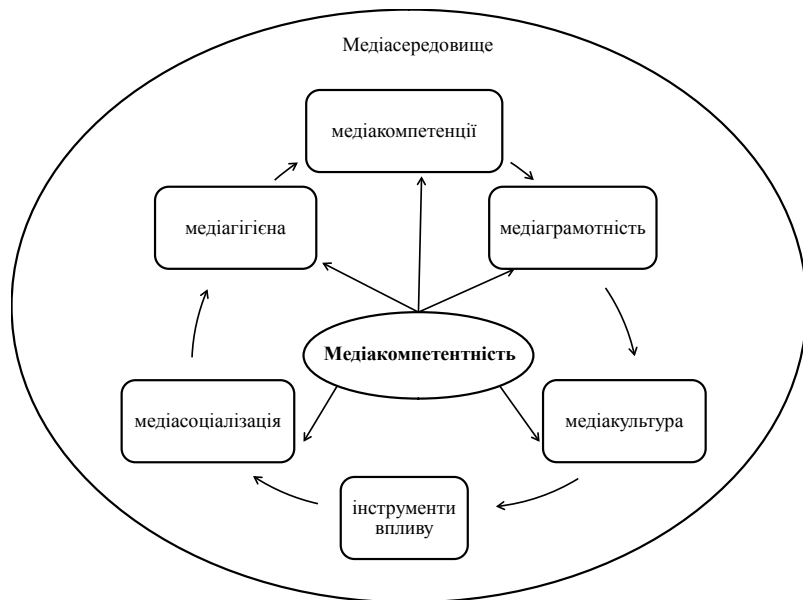 Медіасередовище
медіакомпетенції
медіагігієна
медіаграмотність
Медіакомпетентність
медіасоціалізація
медіакультура
інструменти
впливу